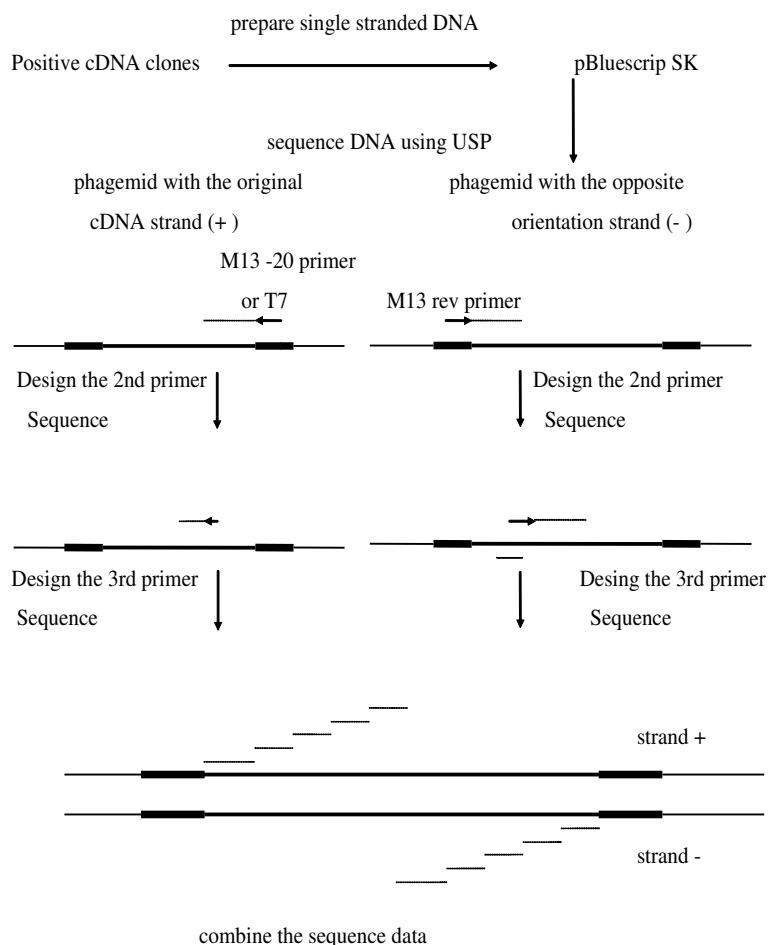 prepare single stranded DNA
Positive cDNA clones
pBluescrip SK
sequence DNA using USP
phagemid with the original
cDNA strand (+ )
phagemid with the opposite
orientation strand (- )
M13 -20 primer
or T7
M13 rev primer
Design the 2nd primer
Sequence
Design the 2nd primer
Sequence
Design the 3rd primer
Sequence
Desing the 3rd primer
Sequence
strand +
strand -
combine the sequence data